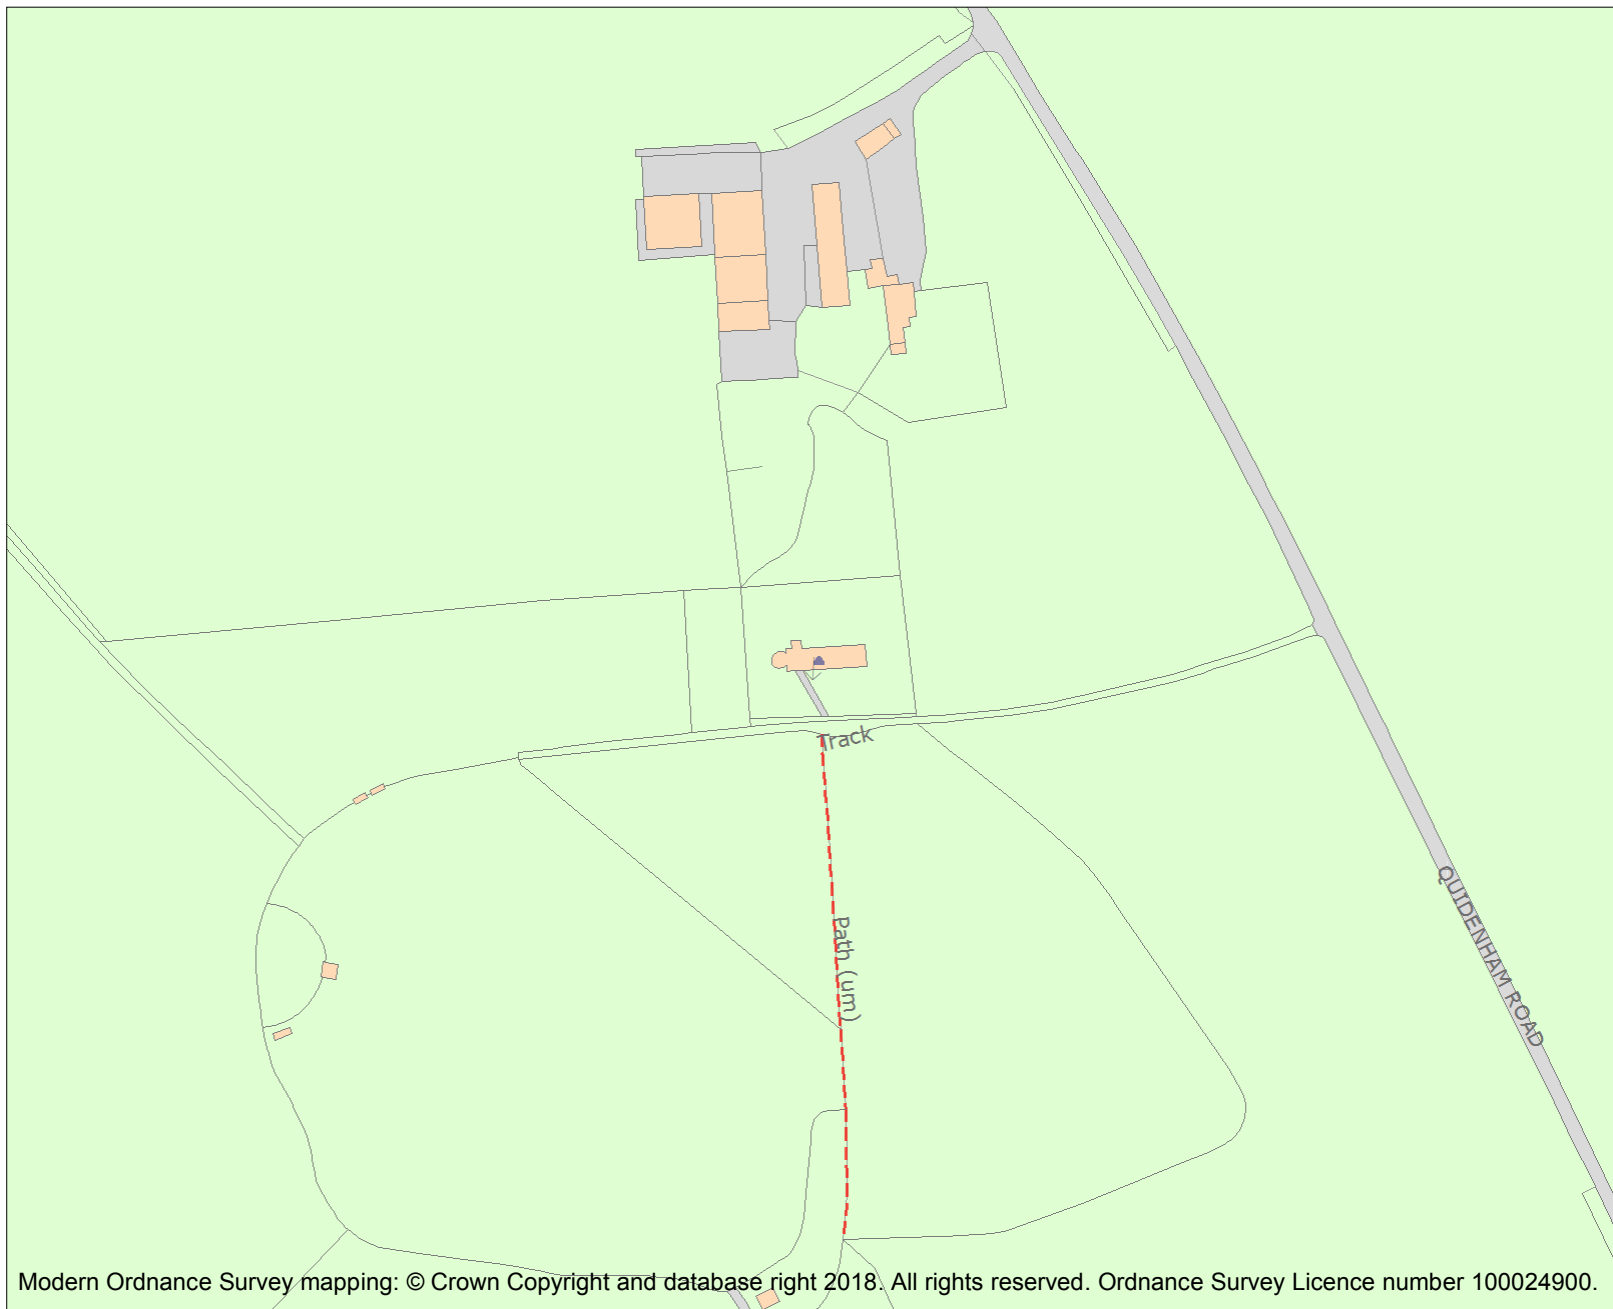 Track
Path (um)
QUIDENHAM ROAD
Modern Ordnance Survey mapping: © Crown Copyright and database right 2018. All rights reserved. Ordnance Survey Licence number 100024900.